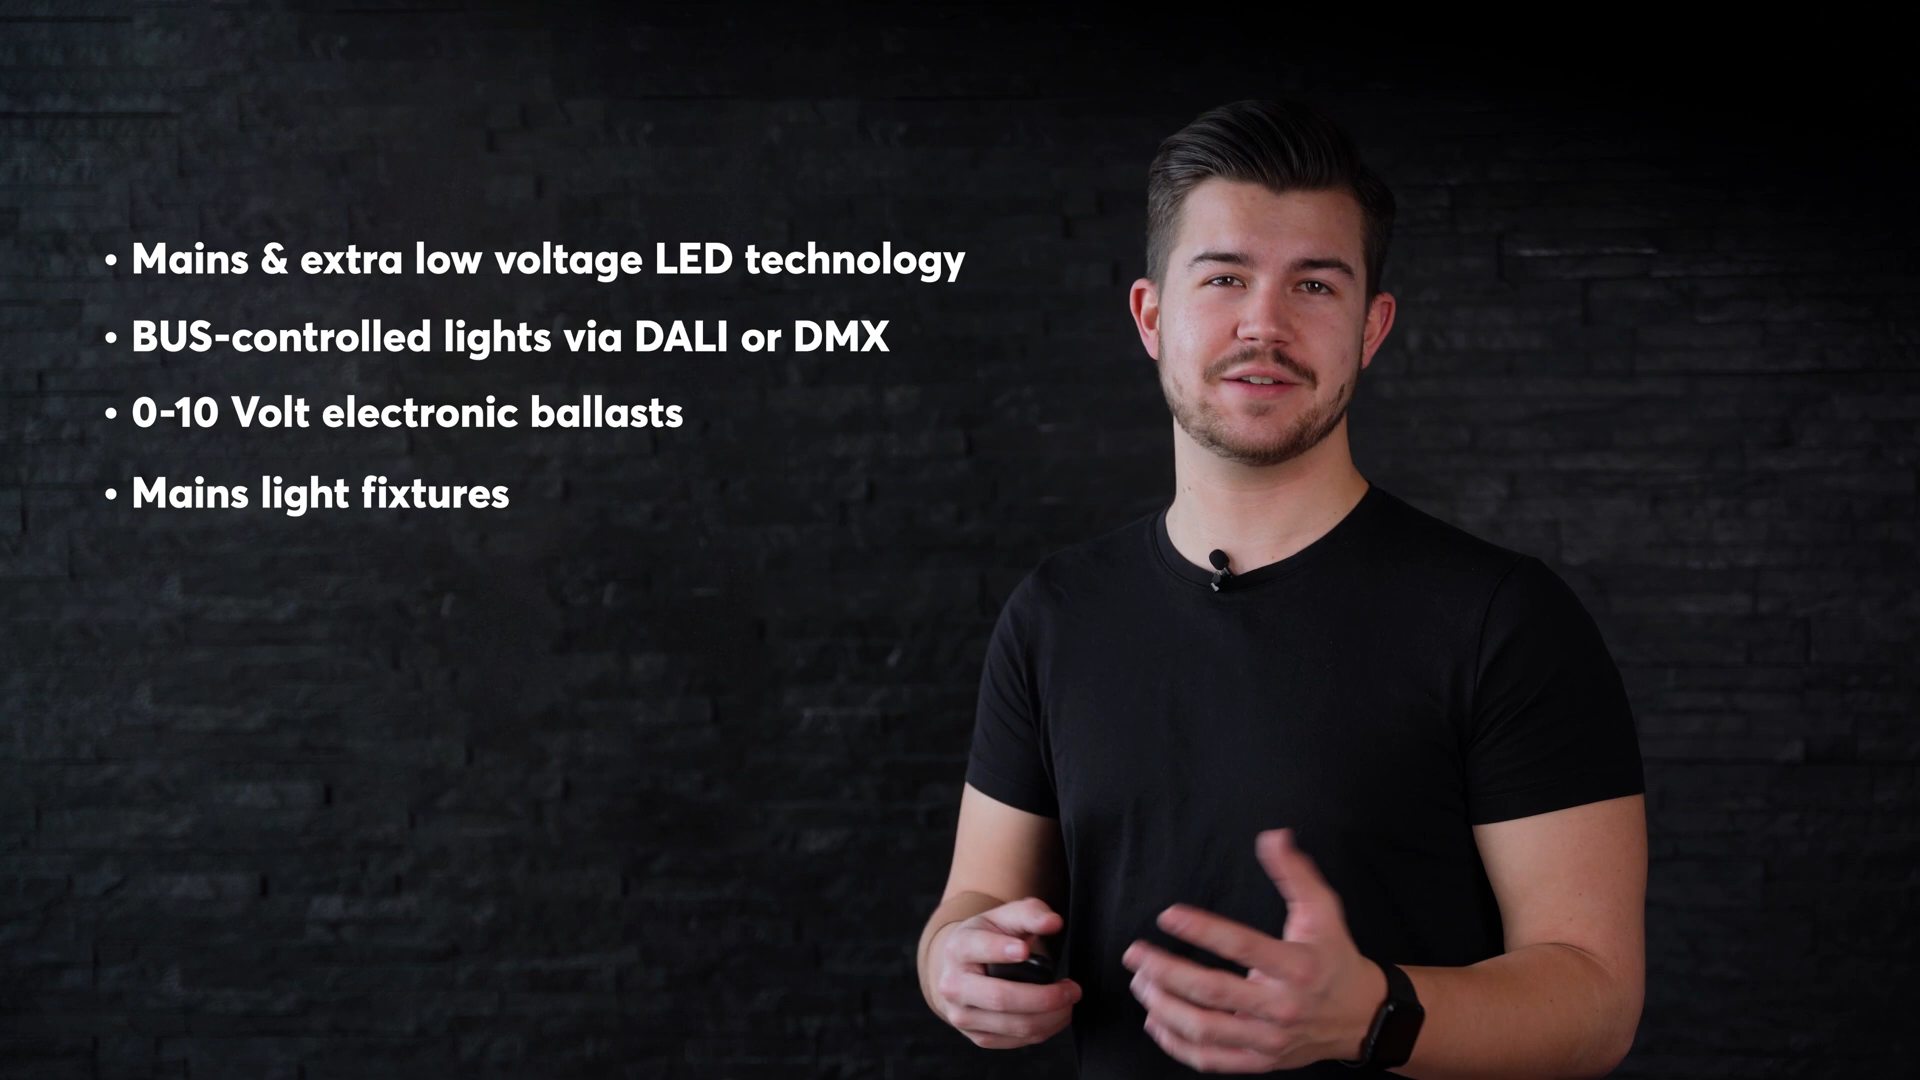 • Mains & extra low voltage LED technology
• BUS-controlled lights via DALI or DMX
• 0-10 Volt electronic ballasts
• Mains light fixtures